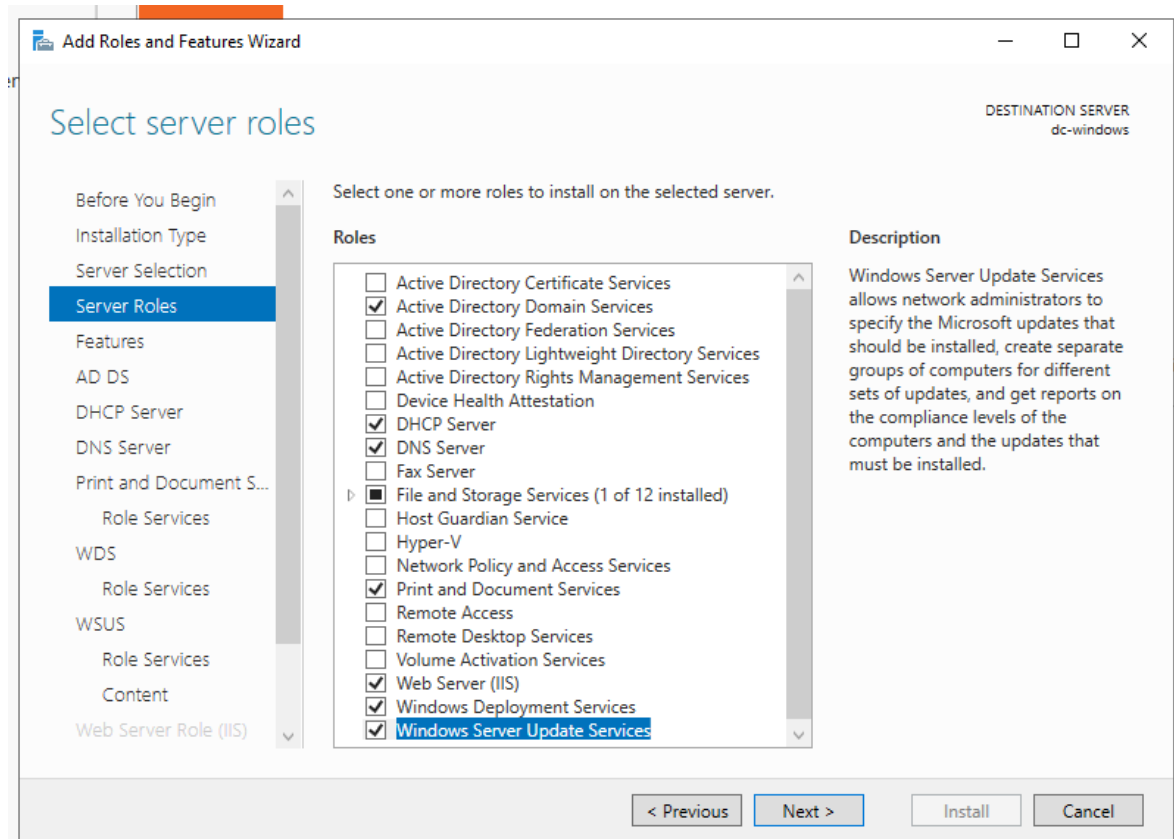 Add Roles and Features Wizard
Select server roles
DESTINATION SERVER
dc-windows
Before You Begin
Installation Type
Server Selection
Server Roles
Features
AD DS
DHCP Server
DNS Server
Print and Document S...
Role Services
WDS
Role Services
WSUS
Role Services
Content
Web Server Role (IIS)
Select one or more roles to install on the selected server.
Roles
Active Directory Certificate Services
Active Directory Domain Services
Active Directory Federation Services
Active Directory Lightweight Directory Services
Active Directory Rights Management Services
Device Health Attestation
DHCP Server
DNS Server
Fax Server
File and Storage Services (1 of 12 installed)
Host Guardian Service
Hyper-V
Network Policy and Access Services
Print and Document Services
Remote Access
Remote Desktop Services
Volume Activation Services
Web Server (IIS)
Windows Deployment Services
Windows Server Update Services
Description
Windows Server Update Services
allows network administrators to
specify the Microsoft updates that
should be installed, create separate
groups of computers for different
sets of updates, and get reports on
the compliance levels of the
computers and the updates that
must be installed.
< Previous
Next >
Install
Cancel